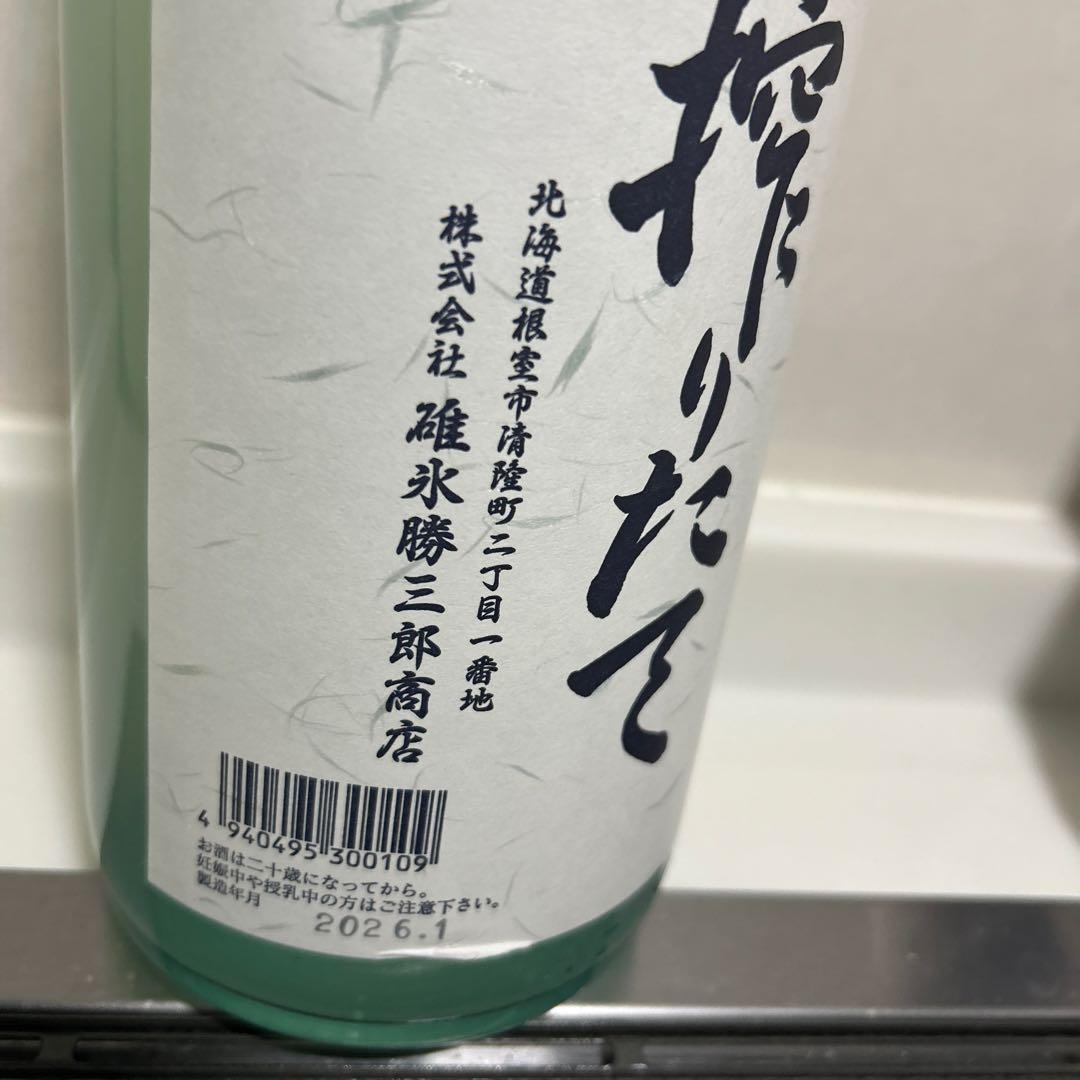 搾りたて
北海道根室市清隆町二丁目一番地
株式会社 碓氷勝三郎商店
4 940495 300109
お酒は二十歳になってから。
妊娠中や授乳中の方はご注意下さい。
製造年月 2026.1